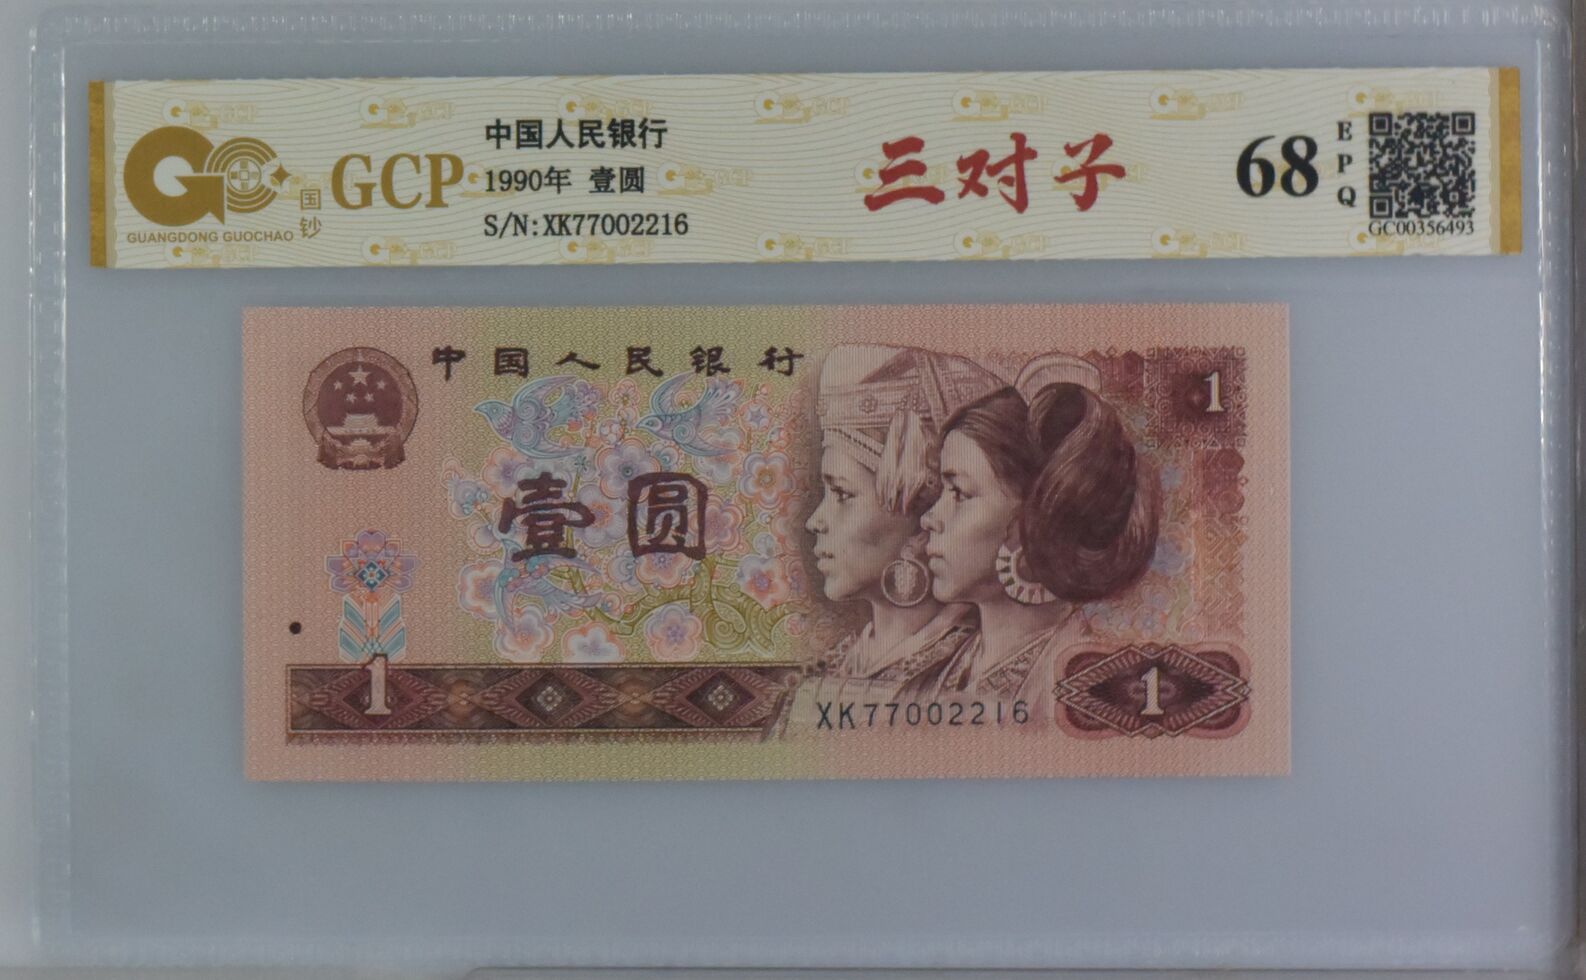 GUANGDONG GUOCHAO
国钞
GCP
中国人民银行
1990年 壹圆
S/N:XK77002216
三对子
68
EPQ
GC00356493
中国人民银行
1
壹圆
1
XK77002216
1